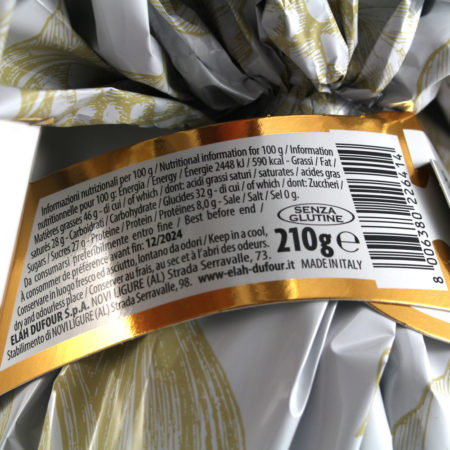 Informazioni nutrizionali per 100 g / Nutritional information for 100 g / Information
nutritionnelle pour 100 g: Energia / Energy / Énergie 2448 kJ / 590 kcal - Grassi / Fat /
Matières grasses 46 g - di cui / of which / dont: acidi grassi saturi / saturates / acides gras
saturés 28 g - Carboidrati / Carbohydrate / Glucides 32 g - di cui / of which / dont: Zuccheri /
Sugars / Sucres 27 g - Proteine / Protein / Protéines 8.0 g - Sale / Salt / Sel 0 g.
Da consumarsi preferibilmente entro fine / Best before end /
À consommer de préférence avant fin: 12/2024
Conservare in luogo fresco ed asciutto, lontano da odori / Keep in a cool,
dry and odourless place / Conserver au frais, au sec et à l'abri des odeurs.
ELAH DUFOUR S.p.A. NOVI LIGURE (AL) Strada Serravalle, 73.
Stabilimento di NOVI LIGURE (AL) Strada Serravalle, 98. www.elah-dufour.it MADE IN ITALY
SENZA
GLUTINE
210g e
8 006380 226414